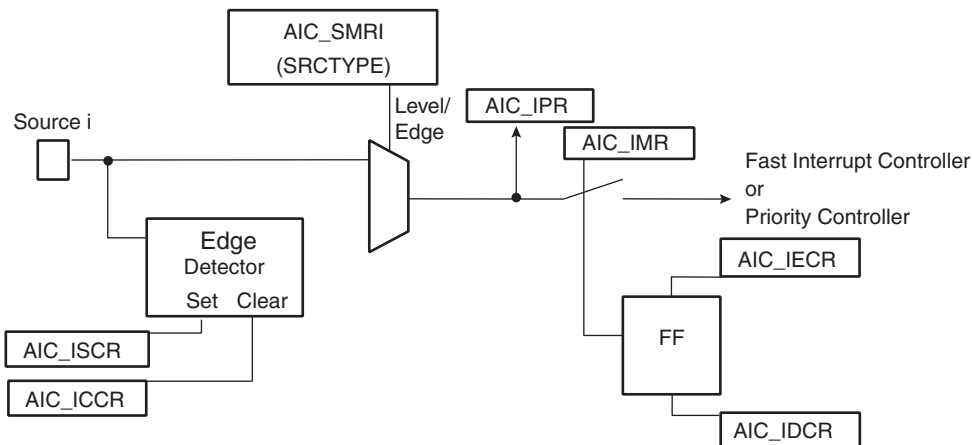 AIC_SMRI
(SRCTYPE)
Source i
Level/
Edge
AIC_IPR
AIC_IMR
Fast Interrupt Controller
or
Priority Controller
Edge
Detector
Set Clear
AIC_IECR
FF
AIC_ISCR
AIC_ICCR
AIC_IDCR